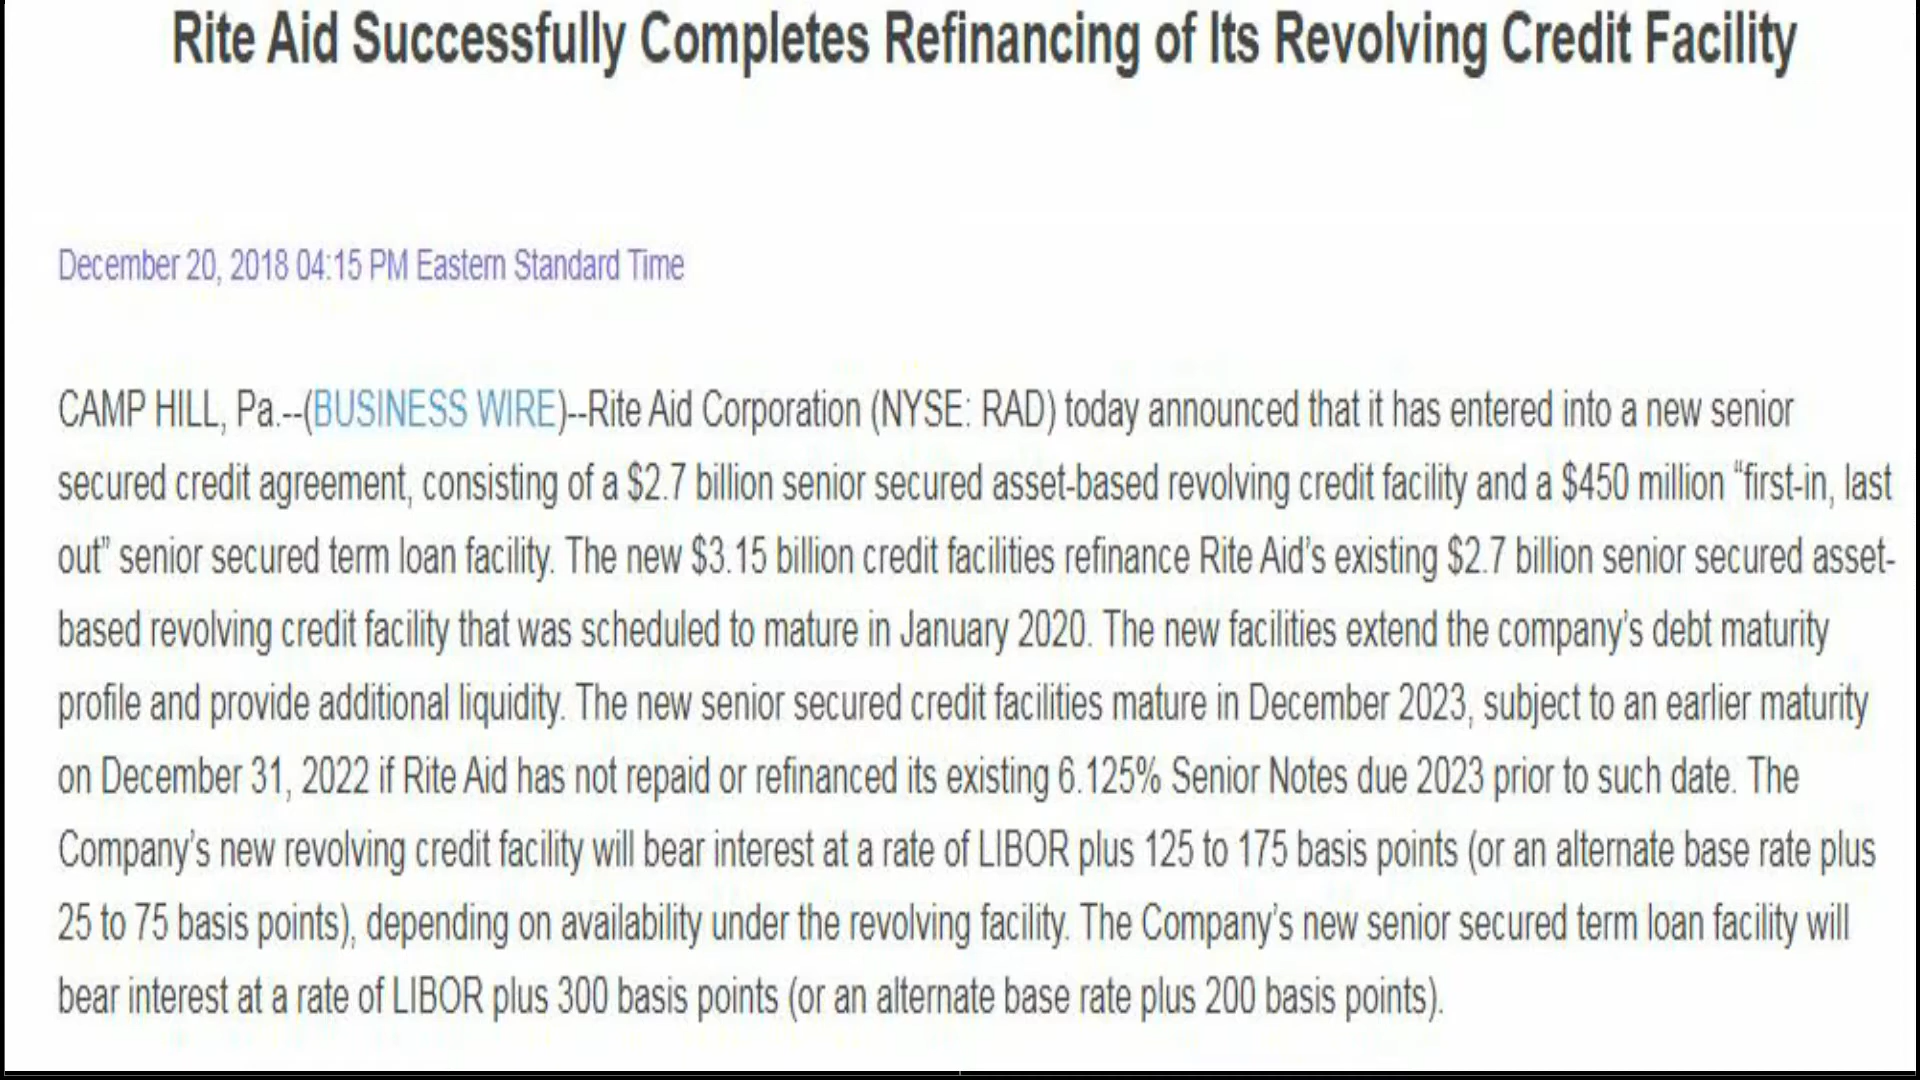 Rite Aid Successfully Completes Refinancing of Its Revolving Credit Facility
December 20, 2018 04:15 PM Eastern Standard Time
CAMP HILL, Pa.--(BUSINESS WIRE)--Rite Aid Corporation (NYSE: RAD) today announced that it has entered into a new senior
secured credit agreement, consisting of a $2.7 billion senior secured asset-based revolving credit facility and a $450 million “first-in, last
out” senior secured term loan facility. The new $3.15 billion credit facilities refinance Rite Aid’s existing $2.7 billion senior secured asset-
based revolving credit facility that was scheduled to mature in January 2020. The new facilities extend the company’s debt maturity
profile and provide additional liquidity. The new senior secured credit facilities mature in December 2023, subject to an earlier maturity
on December 31, 2022 if Rite Aid has not repaid or refinanced its existing 6.125% Senior Notes due 2023 prior to such date. The
Company’s new revolving credit facility will bear interest at a rate of LIBOR plus 125 to 175 basis points (or an alternate base rate plus
25 to 75 basis points), depending on availability under the revolving facility. The Company’s new senior secured term loan facility will
bear interest at a rate of LIBOR plus 300 basis points (or an alternate base rate plus 200 basis points).